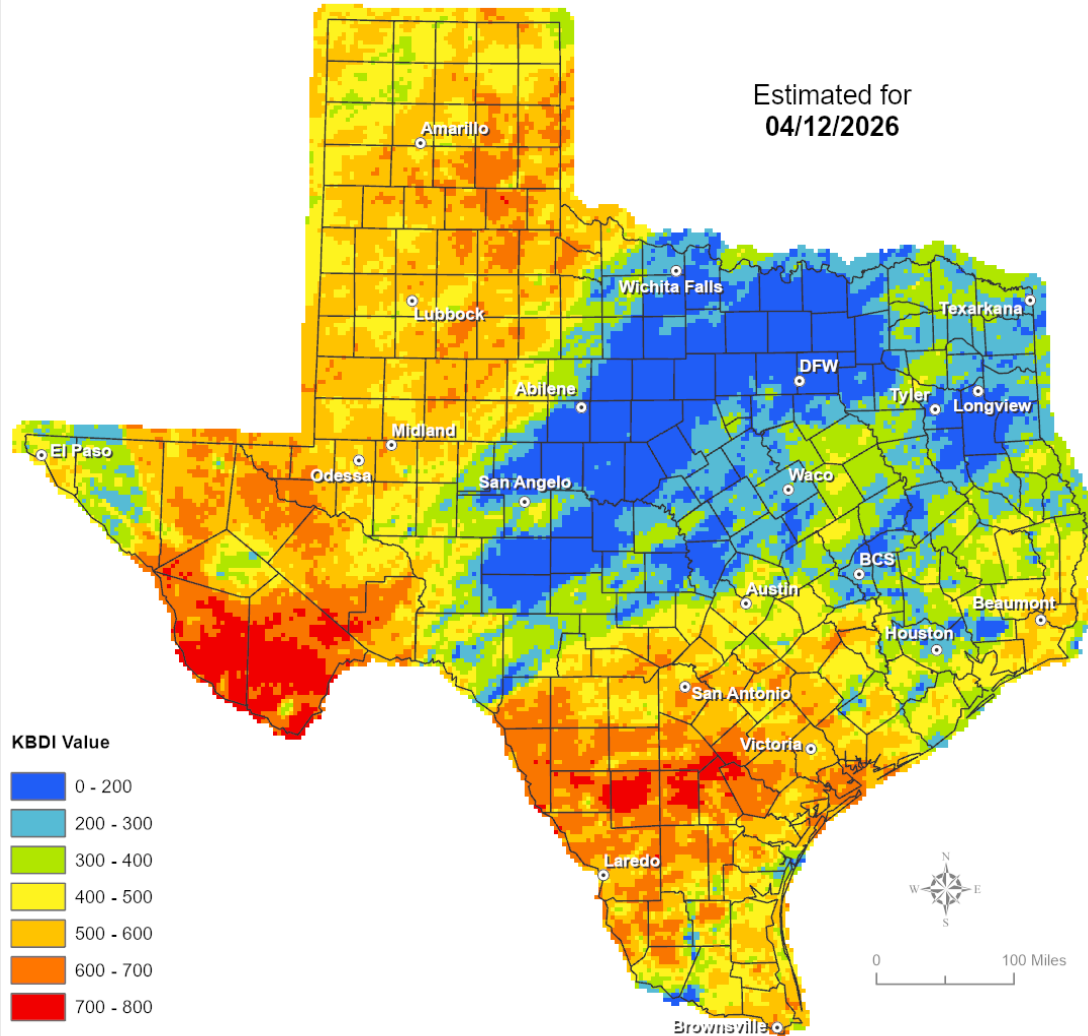 Estimated for
04/12/2026
Amarillo
Wichita Falls
Lubbock
Texarkana
DFW
Abilene
Tyler
Longview
Midland
El Paso
Odessa
San Angelo
Waco
BCS
Austin
Beaumont
Houston
San Antonio
Victoria
KBDI Value
0 - 200
200 - 300
300 - 400
400 - 500
500 - 600
600 - 700
700 - 800
Laredo
N
W E
S
0 100 Miles
Brownsville